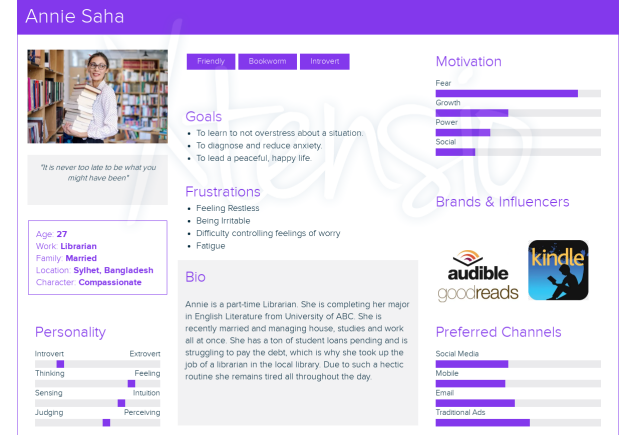 Annie Saha
Friendly
Bookworm
Introvert
"It is never too late to be what you
might have been"
Age: 27
Work: Librarian
Family: Married
Location: Sylhet, Bangladesh
Character: Compassionate
Personality
Introvert Extrovert
Thinking Feeling
Sensing Intuition
Judging Perceiving
Goals
To learn to not overstress about a situation.
To diagnose and reduce anxiety.
To lead a peaceful, happy life.
Frustrations
Feeling Restless
Being Irritable
Difficulty controlling feelings of worry
Fatigue
Bio
Annie is a part-time Librarian. She is completing her major
in English Literature from University of ABC. She is
recently married and managing house, studies and work
all at once. She has a ton of student loans pending and is
struggling to pay the debt, which is why she took up the
job of a librarian in the local library. Due to such a hectic
routine she remains tired all throughout the day.
Motivation
Fear
Growth
Power
Social
Brands & Influencers
audible
goodreads
kindle
Preferred Channels
Social Media
Mobile
Email
Traditional Ads
xtensio